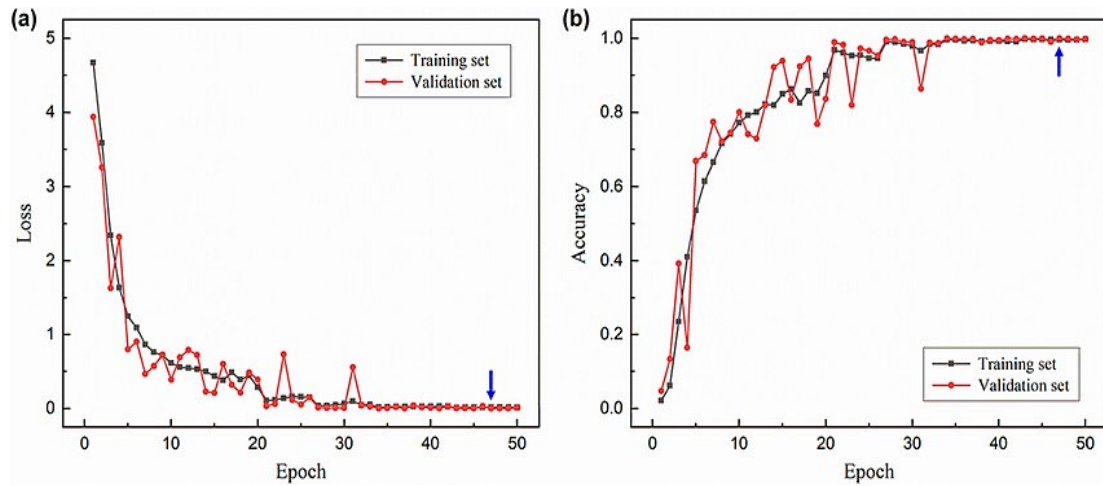 (a)
5
4
3
2
1
0
Loss
0 10 20 30 40 50
Epoch
Training set
Validation set
(b)
1.0
0.8
0.6
0.4
0.2
0.0
Accuracy
0 10 20 30 40 50
Epoch
Training set
Validation set